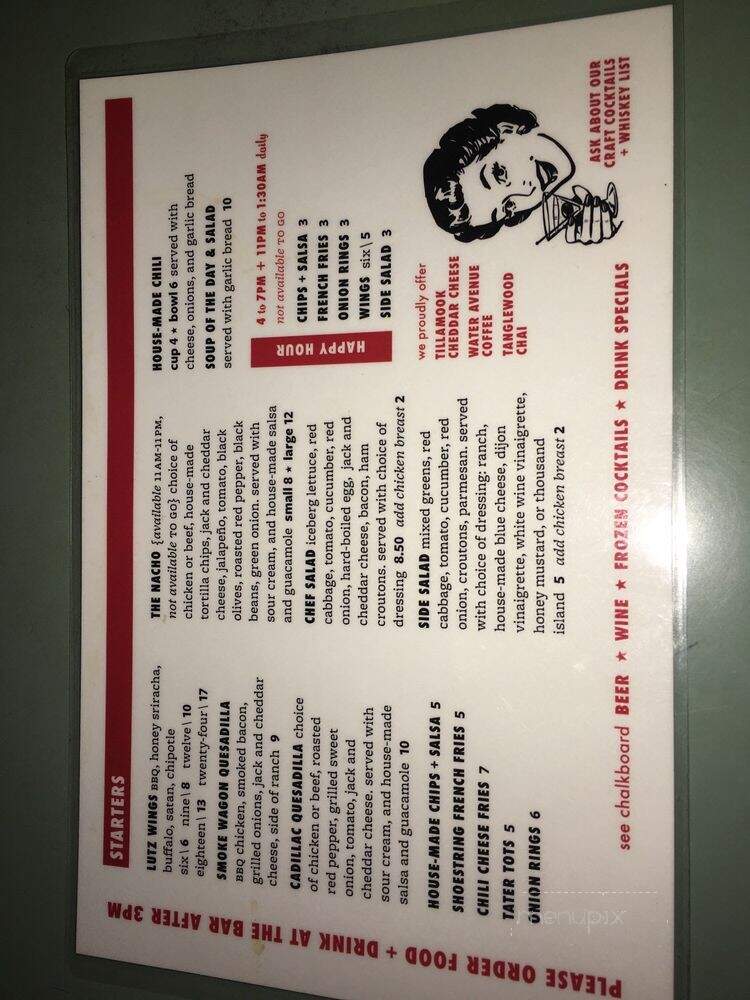 STARTERS
LUTZ WINGS BBQ, honey sriracha,
buffalo, satan, chipotle
six\6 nine\8 twelve\10
eighteen\13 twenty-four\17
SMOKE WAGON QUESADILLA
BBQ chicken, smoked bacon,
grilled onions, jack and cheddar
cheese, side of ranch 9
CADILLAC QUESADILLA choice
of chicken or beef, roasted
red pepper, grilled sweet
onion, tomato, jack and
cheddar cheese. served with
sour cream, and house-made
salsa and guacamole 10
HOUSE-MADE CHIPS + SALSA 5
SHOESTRING FRENCH FRIES 5
CHILI CHEESE FRIES 7
TATER TOTS 5
ONION RINGS 6
THE NACHO {available 11AM-11PM,
not available TO GO} choice of
chicken or beef, house-made
tortilla chips, jack and cheddar
cheese, jalapeño, tomato, black
olives, roasted red pepper, black
beans, green onion. served with
sour cream, and house-made salsa
and guacamole small 8 ★ large 12
CHEF SALAD iceberg lettuce, red
cabbage, tomato, cucumber, red
onion, hard-boiled egg, jack and
cheddar cheese, bacon, ham
croutons. served with choice of
dressing 8.50 add chicken breast 2
SIDE SALAD mixed greens, red
cabbage, tomato, cucumber, red
onion, croutons, parmesan. served
with choice of dressing: ranch,
house-made blue cheese, dijon
vinaigrette, white wine vinaigrette,
honey mustard, or thousand
island 5 add chicken breast 2
HOUSE-MADE CHILI
cup 4 ★ bowl 6 served with
cheese, onions, and garlic bread
SOUP OF THE DAY & SALAD
served with garlic bread 10
HAPPY HOUR
4 to 7PM + 11PM to 1:30AM daily
not available TO GO
CHIPS + SALSA 3
FRENCH FRIES 3
ONION RINGS 3
WINGS six\5
SIDE SALAD 3
we proudly offer
TILLAMOOK
CHEDDAR CHEESE
WATER AVENUE
COFFEE
TANGLEWOOD
CHAI
ASK ABOUT OUR
CRAFT COCKTAILS
+ WHISKEY LIST
see chalkboard BEER ★ WINE ★ FROZEN COCKTAILS ★ DRINK SPECIALS
PLEASE ORDER FOOD + DRINK AT THE BAR AFTER 3PM
menupix